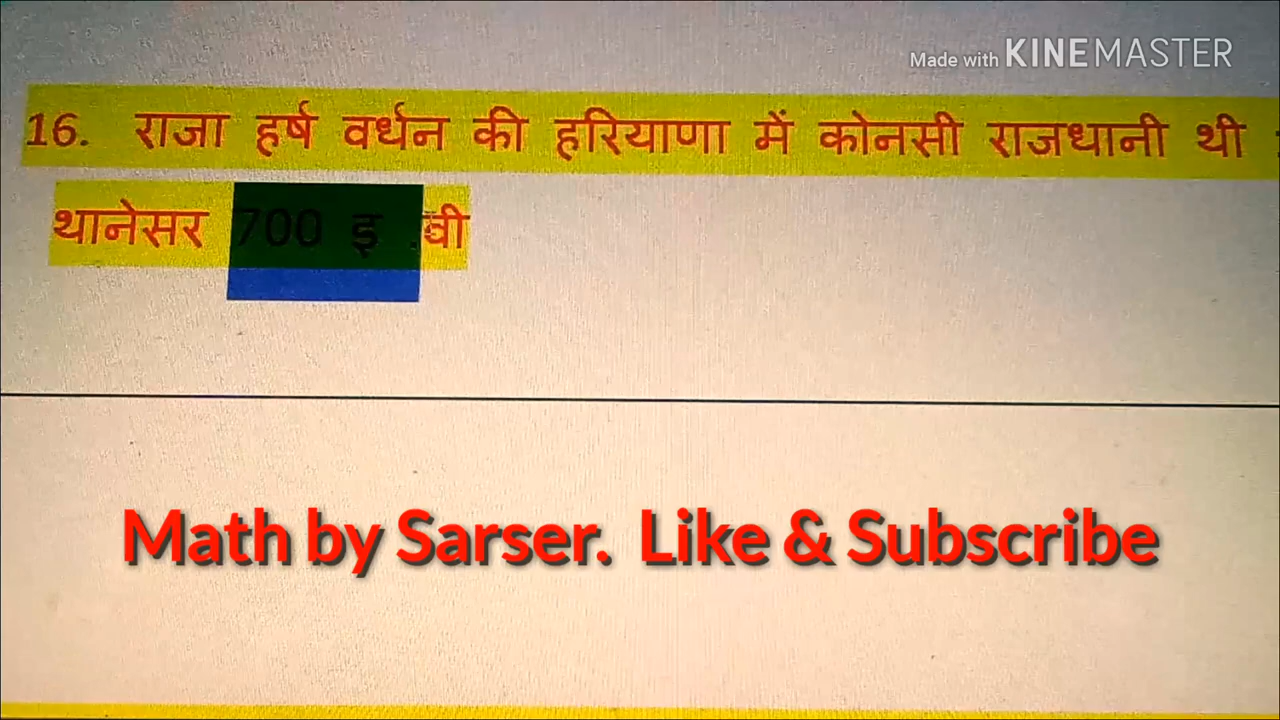 Made with KINEMASTER
16. राजा हर्ष वर्धन की हरियाणा में कोनसी राजधानी थी
थानेसर 700 इ .वी
Math by Sarser. Like & Subscribe